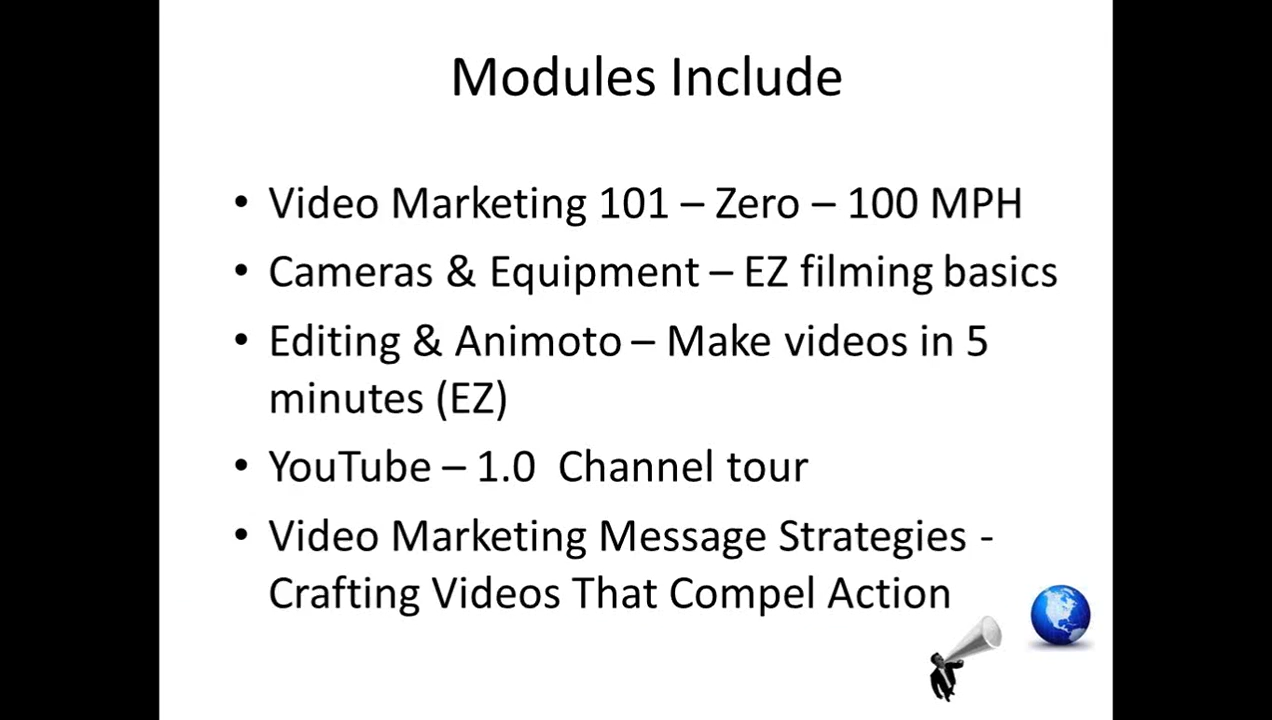 Modules Include
• Video Marketing 101 – Zero – 100 MPH
• Cameras & Equipment – EZ filming basics
• Editing & Animoto – Make videos in 5
minutes (EZ)
• YouTube – 1.0  Channel tour
• Video Marketing Message Strategies -
Crafting Videos That Compel Action